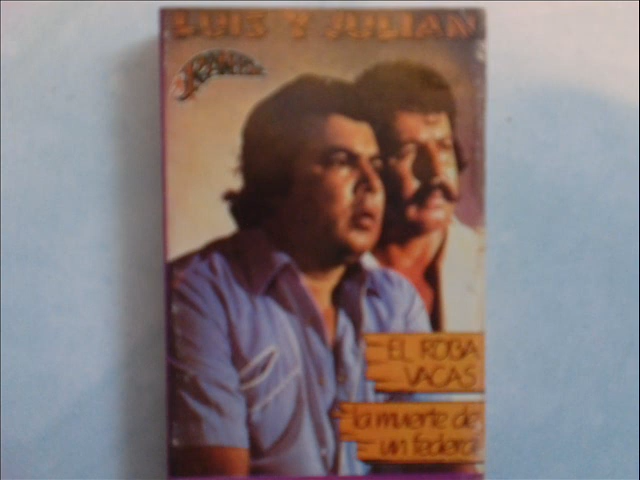 LUIS Y JULIAN
EL ROBA
VACAS
la muerte de
un federal